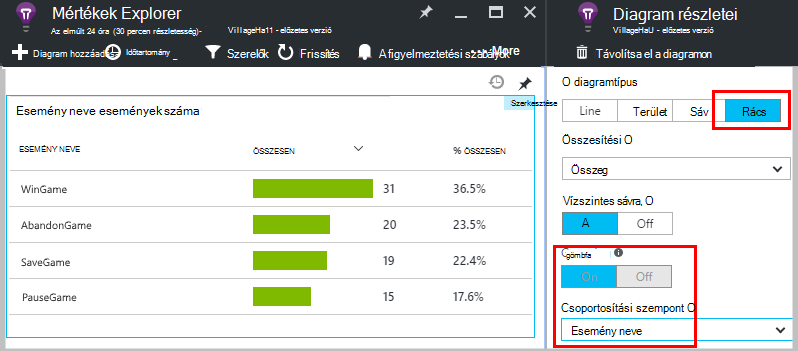 Mértékek Explorer
Az elmúlt 24 óra (30 percen részletesség)- VillageHa11 - előzetes verzió
Diagram hozzáadás Időtartomány Szerelők Frissítés A figyelmeztetési szabályok More
Szerkesztése
Esemény neve események száma
ESEMÉNY NEVE ÖSSZESEN % ÖSSZESEN
WinGame 31 36.5%
AbandonGame 20 23.5%
SaveGame 19 22.4%
PauseGame 15 17.6%
Diagram részletei
VillageHaU - előzetes verzió
Távolítsa el a diagramon
O diagramtípus
Line Terület Sáv Rács
Összesítési O
Összeg
Vízszintes sávra, O
A Off
gömbfa
On Off
Csoportosítási szempont O
Esemény neve